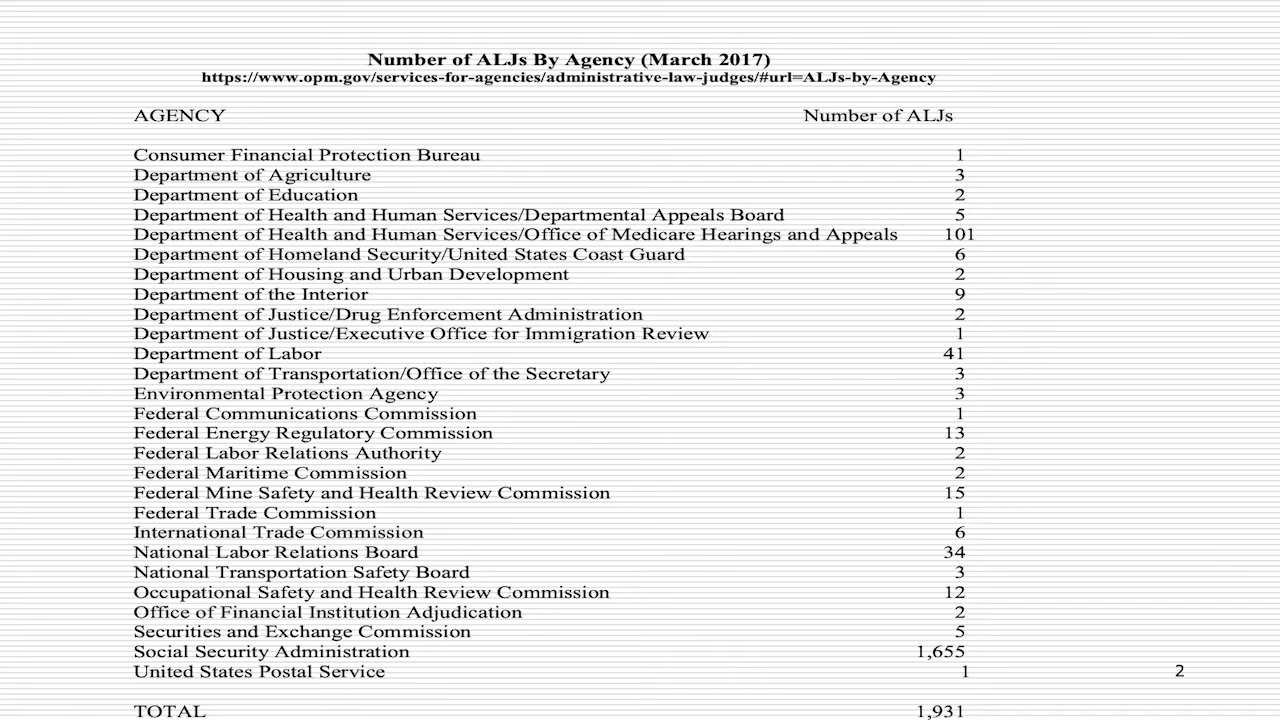 Number of ALJs By Agency (March 2017)
https://www.opm.gov/services-for-agencies/administrative-law-judges/#url=ALJs-by-Agency
AGENCY Number of ALJs
Consumer Financial Protection Bureau 1
Department of Agriculture 3
Department of Education 2
Department of Health and Human Services/Departmental Appeals Board 5
Department of Health and Human Services/Office of Medicare Hearings and Appeals 101
Department of Homeland Security/United States Coast Guard 6
Department of Housing and Urban Development 2
Department of the Interior 9
Department of Justice/Drug Enforcement Administration 2
Department of Justice/Executive Office for Immigration Review 1
Department of Labor 41
Department of Transportation/Office of the Secretary 3
Environmental Protection Agency 3
Federal Communications Commission 1
Federal Energy Regulatory Commission 13
Federal Labor Relations Authority 2
Federal Maritime Commission 2
Federal Mine Safety and Health Review Commission 15
Federal Trade Commission 1
International Trade Commission 6
National Labor Relations Board 34
National Transportation Safety Board 3
Occupational Safety and Health Review Commission 12
Office of Financial Institution Adjudication 2
Securities and Exchange Commission 5
Social Security Administration 1,655
United States Postal Service 1
2
TOTAL 1,931